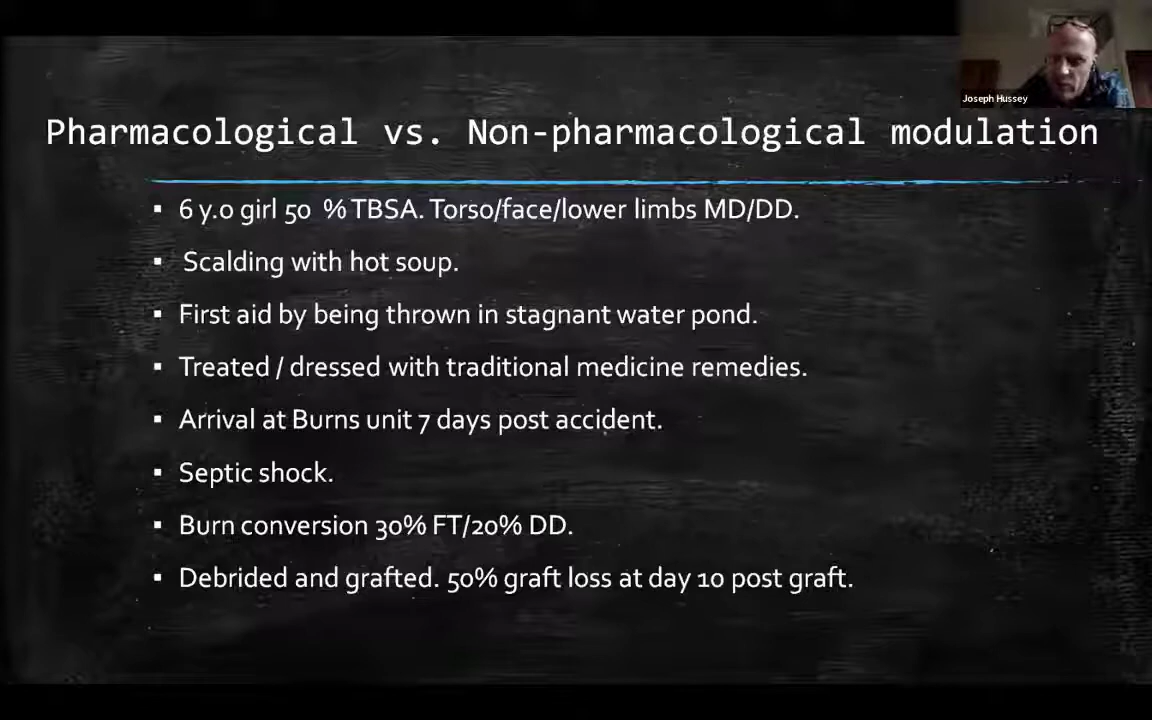 Joseph Hussey
Pharmacological vs. Non-pharmacological modulation
▪ 6 y.o girl 50 % TBSA. Torso/face/lower limbs MD/DD.
▪ Scalding with hot soup.
▪ First aid by being thrown in stagnant water pond.
▪ Treated / dressed with traditional medicine remedies.
▪ Arrival at Burns unit 7 days post accident.
▪ Septic shock.
▪ Burn conversion 30% FT/20% DD.
▪ Debrided and grafted. 50% graft loss at day 10 post graft.